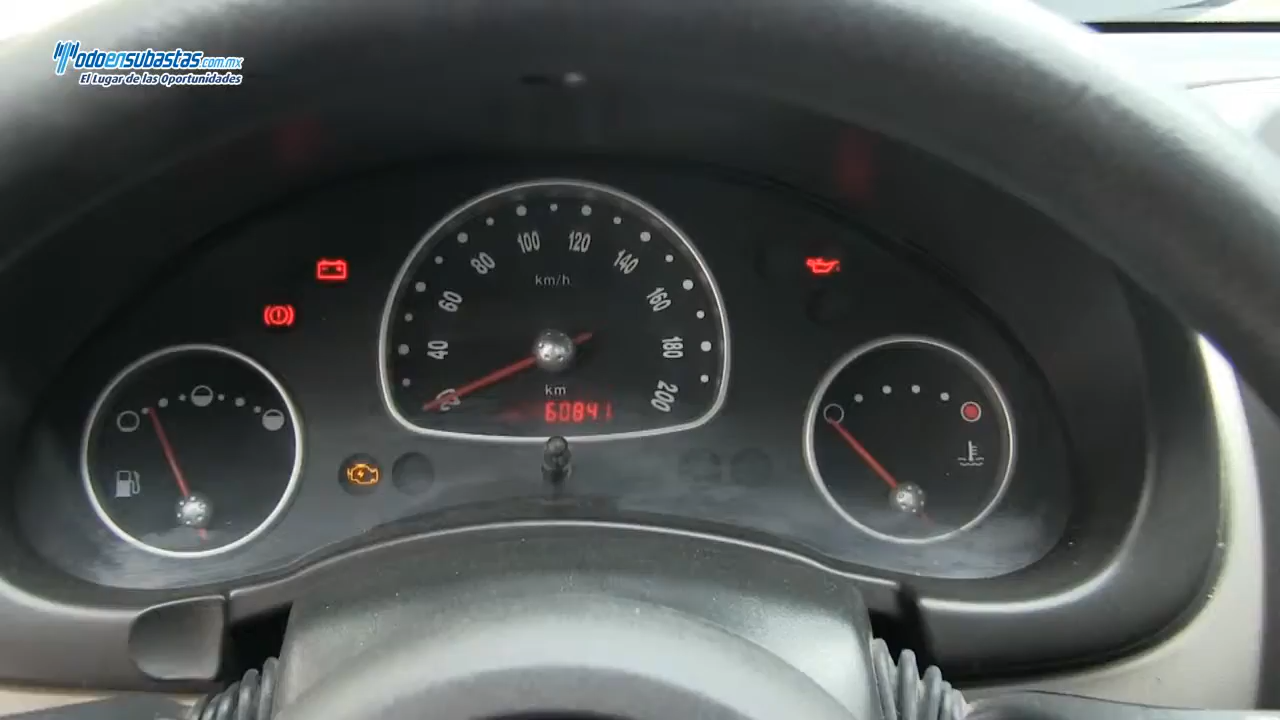 Todoensubastas.com.mx
El Lugar de las Oportunidades
100 120
80 140
km/h
60 160
40 180
km
20 200
60841